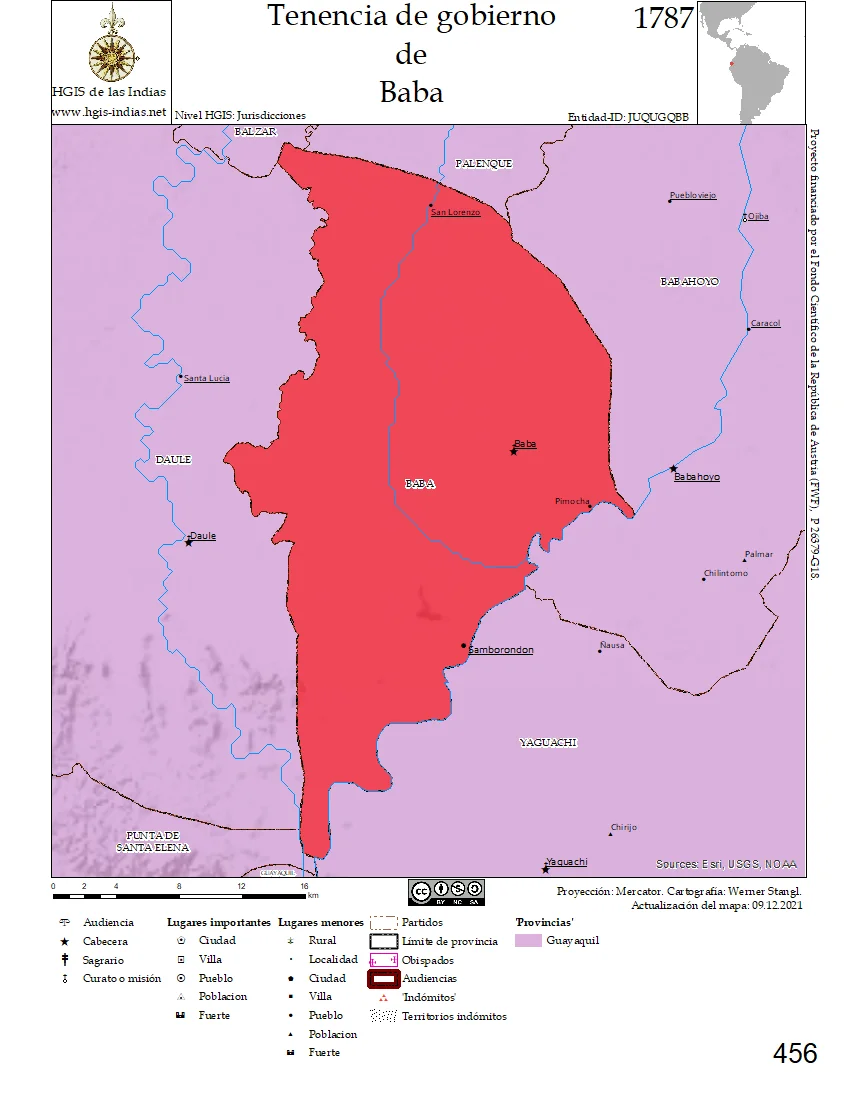 Tenencia de gobierno
de
Baba
1787
HGIS de las Indias
www.hgis-indias.net
Nivel HGIS: Jurisdicciones
Entidad-ID: JUQUGQBB
BALZAR
PALENQUE
Puebloviejo
San Lorenzo
Ojiba
BABAHOYO
Caracol
Santa Lucia
Baba
DAULE
BABA
Babahoyo
Pimocha
Daule
Palmar
Chilintomo
Ñausa
Samborondon
YAGUACHI
Chirijo
PUNTA DE
SANTA ELENA
Yaguachi
GUAYAQUIL
Sources: Esri, USGS, NOAA
Proyecto financiado por el Fondo Científico de la República de Austria (FWF), P 26379-G18.
0 2 4 8 12 16
km
CC BY NC SA
Proyección: Mercator. Cartografía: Werner Stangl.
Actualización del mapa: 09.12.2021
Audiencia
Cabecera
Sagrario
Curato o misión
Lugares importantes
Ciudad
Villa
Pueblo
Poblacion
Fuerte
Lugares menores
Rural
Localidad
Ciudad
Villa
Pueblo
Poblacion
Fuerte
Partidos
Límite de provincia
Obispados
Audiencias
'Indómitos'
Territorios indómitos
'Provincias'
Guayaquil
456